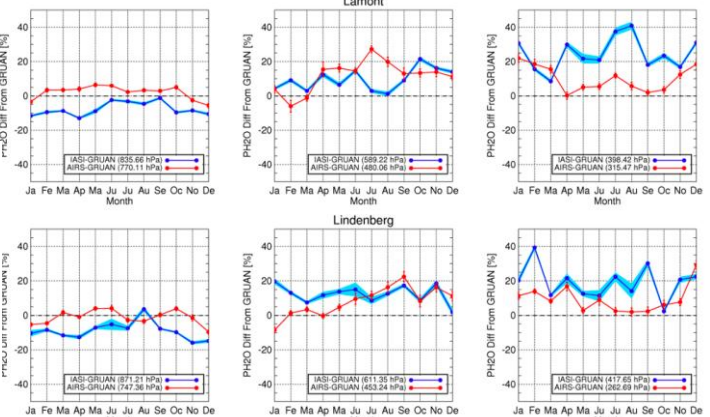 Lamont
PH2O Diff From GRUAN [%]
40
20
0
-20
-40
IASI-GRUAN (835.66 hPa)
AIRS-GRUAN (770.11 hPa)
Ja Fe Ma Ap Ma Ju Ju Au Se Oc No De
Month
PH2O Diff From GRUAN [%]
40
20
0
-20
-40
IASI-GRUAN (589.22 hPa)
AIRS-GRUAN (480.06 hPa)
Ja Fe Ma Ap Ma Ju Ju Au Se Oc No De
Month
PH2O Diff From GRUAN [%]
40
20
0
-20
-40
IASI-GRUAN (398.42 hPa)
AIRS-GRUAN (315.47 hPa)
Ja Fe Ma Ap Ma Ju Ju Au Se Oc No De
Month
Lindenberg
PH2O Diff From GRUAN [%]
40
20
0
-20
-40
IASI-GRUAN (871.21 hPa)
AIRS-GRUAN (747.36 hPa)
Ja Fe Ma Ap Ma Ju Ju Au Se Oc No De
PH2O Diff From GRUAN [%]
40
20
0
-20
-40
IASI-GRUAN (611.35 hPa)
AIRS-GRUAN (453.24 hPa)
Ja Fe Ma Ap Ma Ju Ju Au Se Oc No De
PH2O Diff From GRUAN [%]
40
20
0
-20
-40
IASI-GRUAN (417.65 hPa)
AIRS-GRUAN (262.69 hPa)
Ja Fe Ma Ap Ma Ju Ju Au Se Oc No De